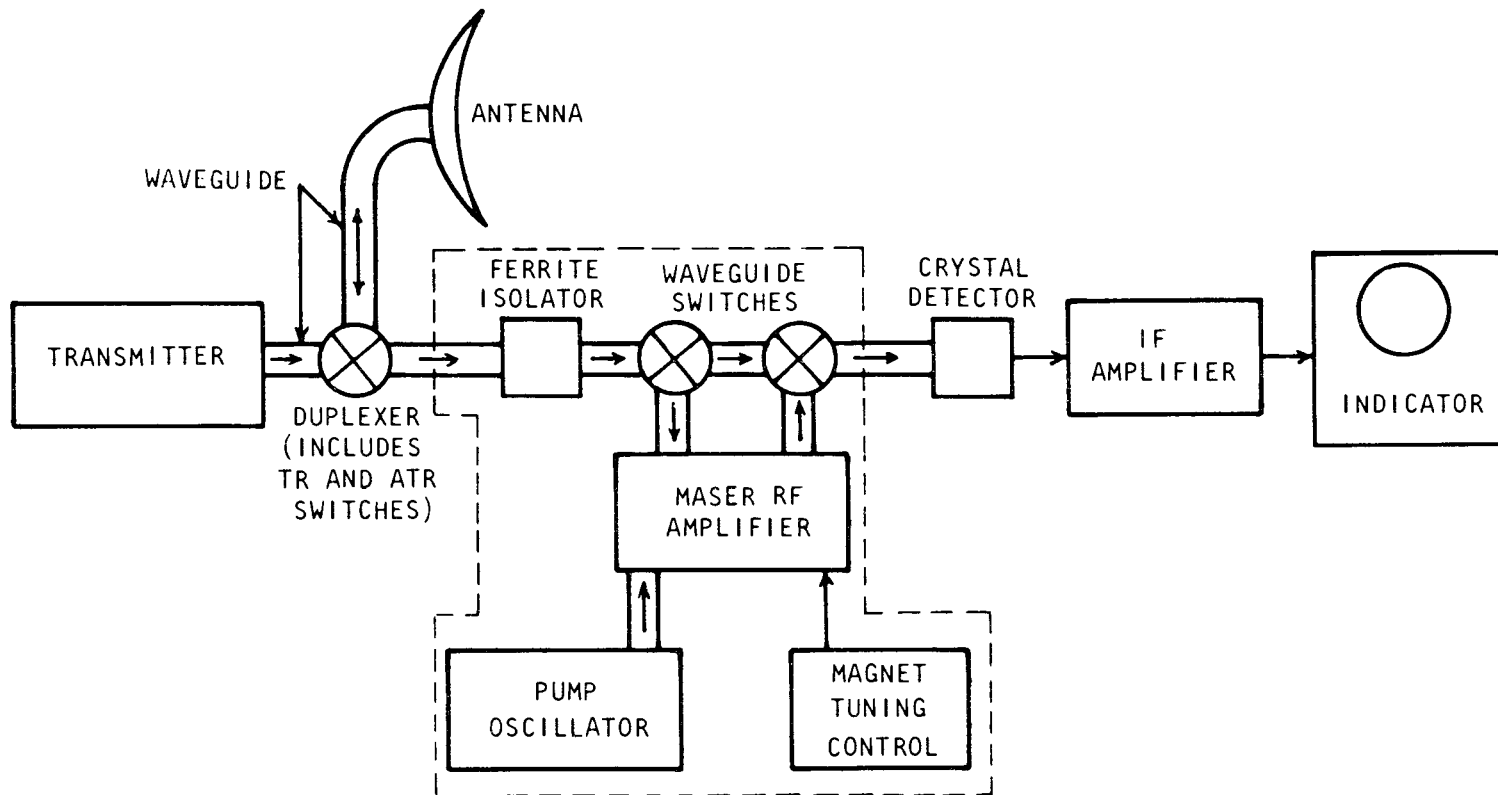 ANTENNA
WAVEGUIDE
FERRITE
ISOLATOR
WAVEGUIDE
SWITCHES
CRYSTAL
DETECTOR
TRANSMITTER
IF
AMPLIFIER
INDICATOR
DUPLEXER
(INCLUDES
TR AND ATR
SWITCHES)
MASER RF
AMPLIFIER
PUMP
OSCILLATOR
MAGNET
TUNING
CONTROL